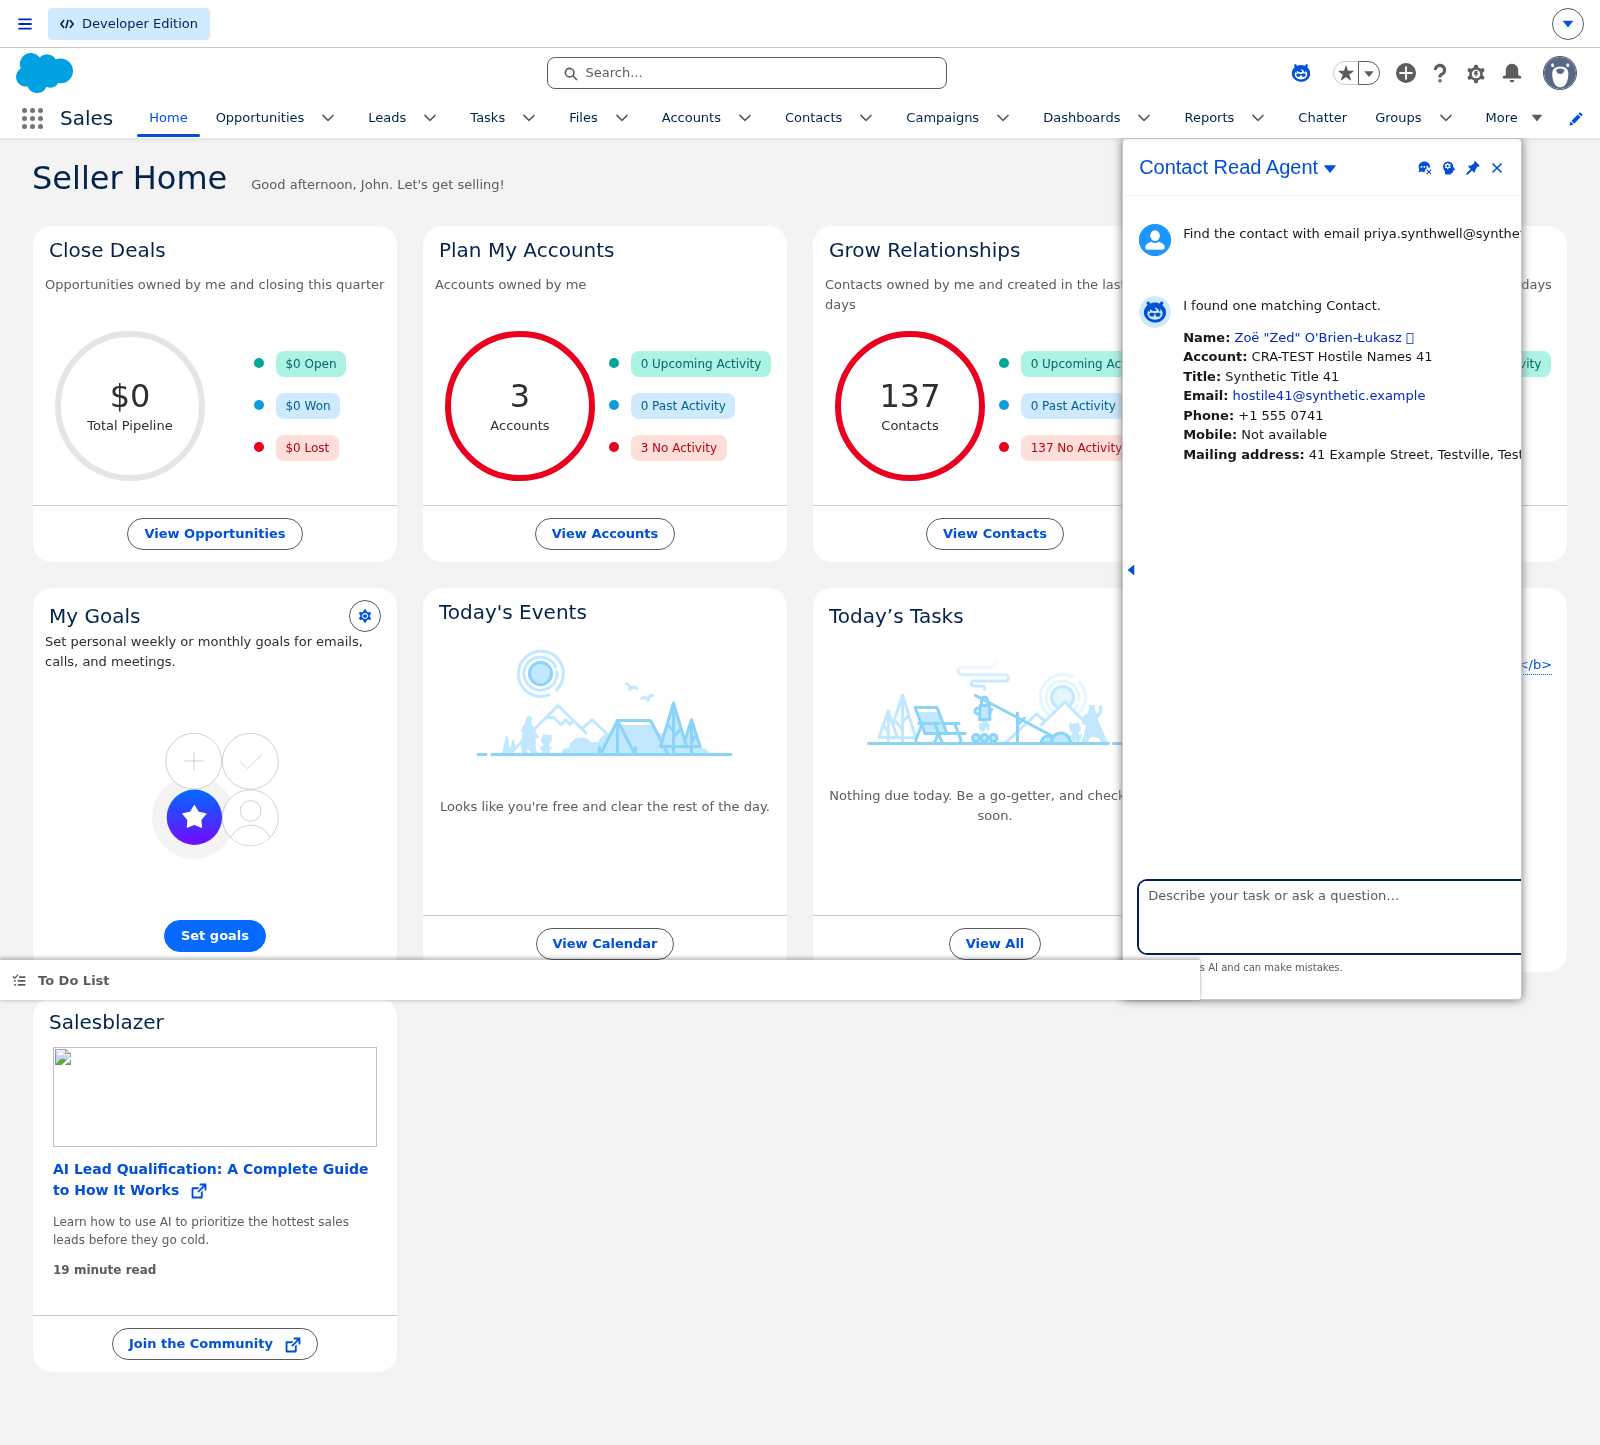 Developer Edition
Search...
Sales
Home
Opportunities
Leads
Tasks
Files
Accounts
Contacts
Campaigns
Dashboards
Reports
Chatter
Groups
More
Seller Home
Good afternoon, John. Let's get selling!
Close Deals
Opportunities owned by me and closing this quarter
$0
Total Pipeline
$0 Open
$0 Won
$0 Lost
View Opportunities
Plan My Accounts
Accounts owned by me
3
Accounts
0 Upcoming Activity
0 Past Activity
3 No Activity
View Accounts
Grow Relationships
Contacts owned by me and created in the last
days
137
Contacts
0 Upcoming Ac
0 Past Activity
137 No Activity
View Contacts
days
vity
My Goals
Set personal weekly or monthly goals for emails,
calls, and meetings.
Set goals
Today's Events
Looks like you're free and clear the rest of the day.
View Calendar
Today’s Tasks
Nothing due today. Be a go-getter, and check
soon.
View All
</b>
Contact Read Agent
Find the contact with email priya.synthwell@synthe
I found one matching Contact.
Name: Zoë "Zed" O'Brien-Łukasz
Account: CRA-TEST Hostile Names 41
Title: Synthetic Title 41
Email: hostile41@synthetic.example
Phone: +1 555 0741
Mobile: Not available
Mailing address: 41 Example Street, Testville, Test
Describe your task or ask a question...
s AI and can make mistakes.
To Do List
Salesblazer
AI Lead Qualification: A Complete Guide
to How It Works
Learn how to use AI to prioritize the hottest sales
leads before they go cold.
19 minute read
Join the Community